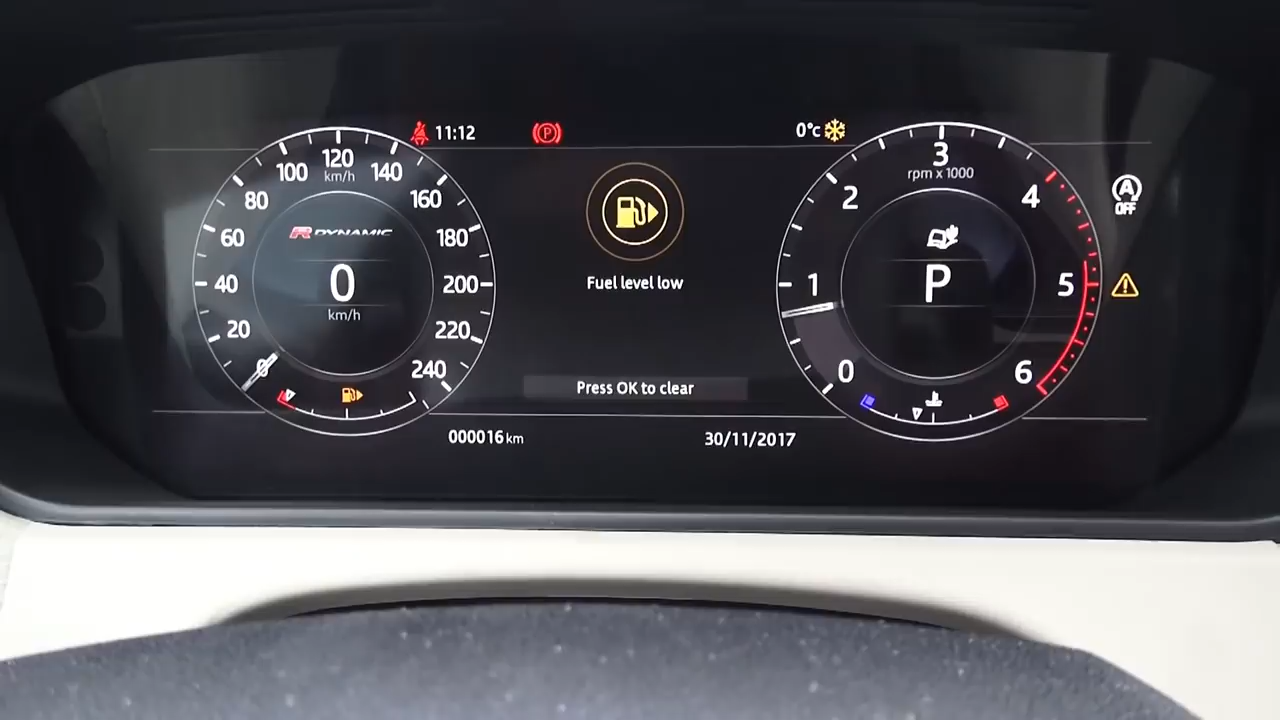 11:12
P
0°c
0
20
40
60
80
100
120
140
160
180
200
220
240
km/h
R DYNAMIC
0
km/h
Fuel level low
Press OK to clear
0
1
2
3
4
5
6
rpm x 1000
P
A
OFF
000016 km
30/11/2017